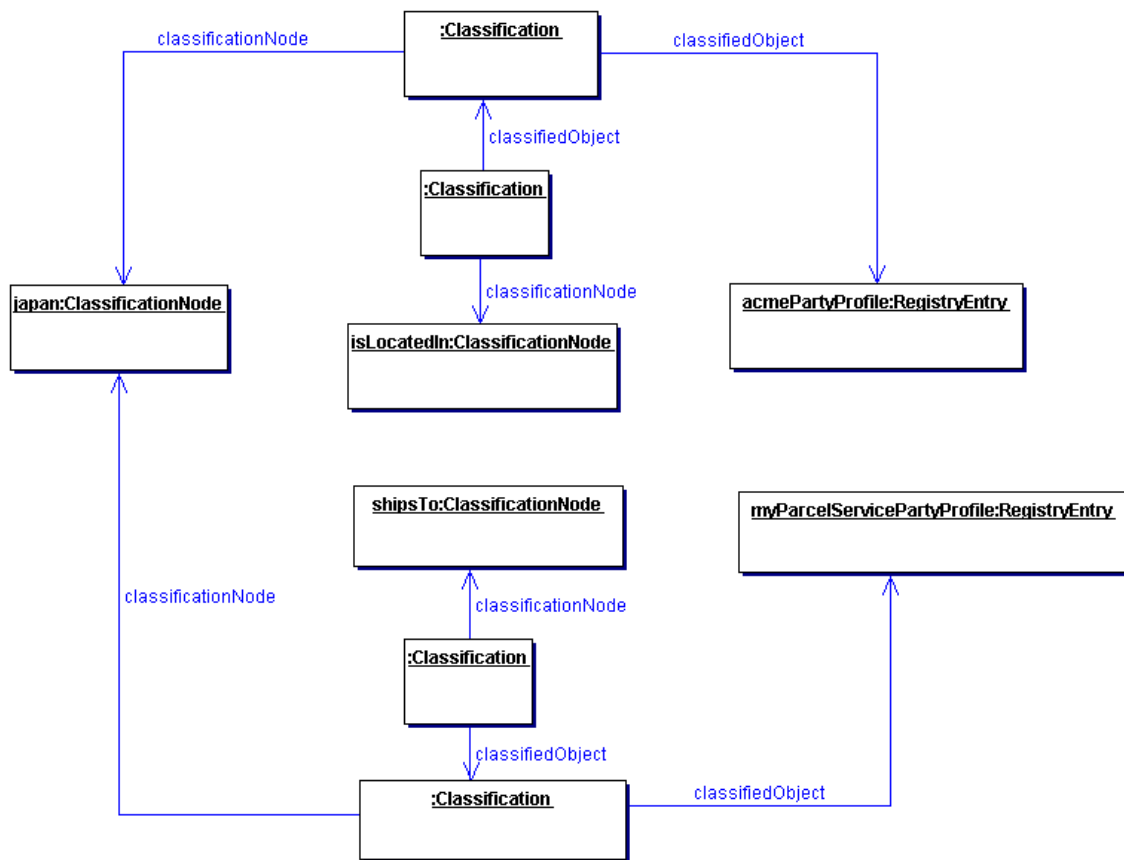 :Classification
classificationNode
classifiedObject
classifiedObject
:Classification
classificationNode
japan:ClassificationNode
acmePartyProfile:RegistryEntry
isLocatedIn:ClassificationNode
shipsTo:ClassificationNode
myParcelServicePartyProfile:RegistryEntry
classificationNode
classificationNode
:Classification
classifiedObject
:Classification
classifiedObject